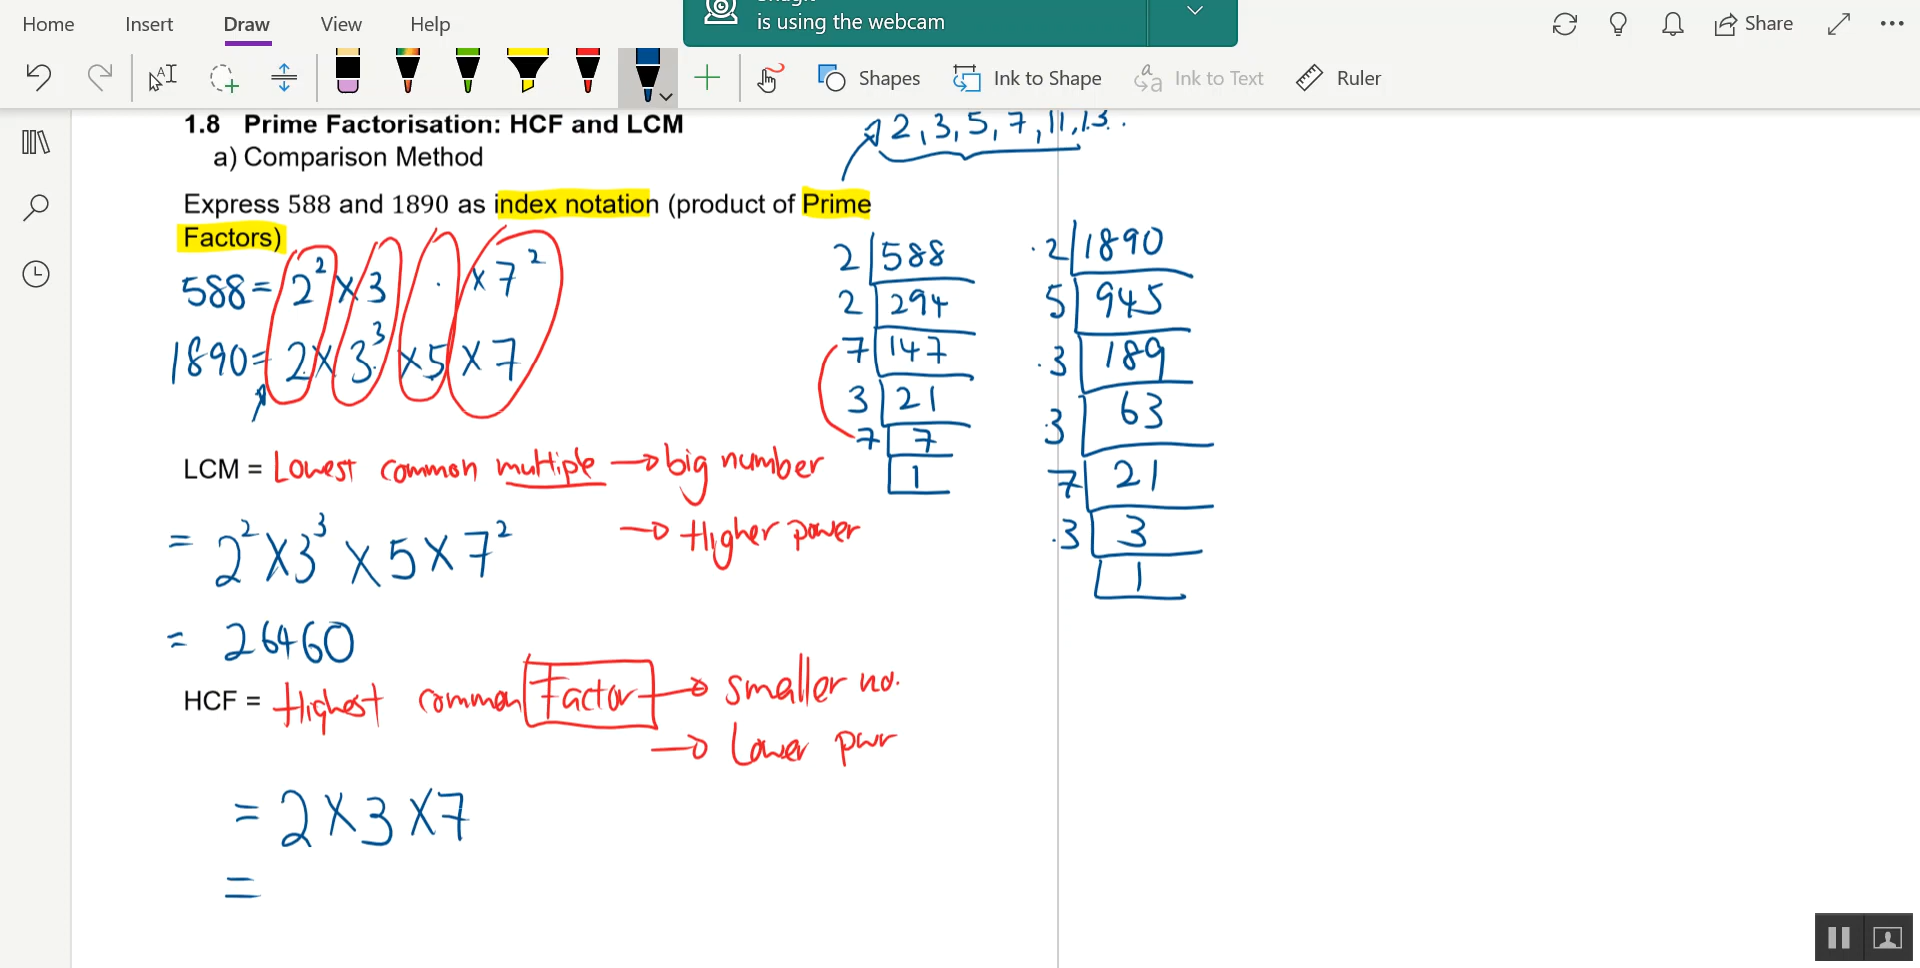 Home Insert Draw View Help
is using the webcam
Share
Shapes Ink to Shape Ink to Text Ruler
1.8 Prime Factorisation: HCF and LCM
2, 3, 5, 7, 11, 13..
a) Comparison Method
Express 588 and 1890 as index notation (product of Prime
Factors)
588 = 2² × 3 . × 7²
1890 = 2 × 3³ × 5 × 7
2 | 588
2 | 294
7 | 147
3 | 21
7 | 7
1
2 | 1890
5 | 945
3 | 189
3 | 63
7 | 21
3 | 3
1
LCM = Lowest common multiple → big number
→ Higher power
= 2² × 3³ × 5 × 7²
= 26460
HCF = Highest common Factor → smaller no.
→ Lower pwr
= 2 × 3 × 7
=